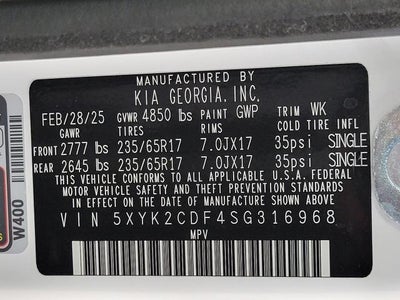 MANUFACTURED BY
KIA GEORGIA, INC.
FEB/28/25 GVWR 4850 lbs PAINT GWP TRIM WK
GAWR TIRES RIMS COLD TIRE INFL
FRONT 2777 lbs 235/65R17 7.0JX17 35psi SINGLE
REAR 2645 lbs 235/65R17 7.0JX17 35psi SINGLE
THIS VEHICLE CONFORMS TO ALL APPLICABLE U.S.A. FEDERAL
MOTOR VEHICLE SAFETY, BUMPER, AND THEFT PREVENTION STANDARDS
IN EFFECT ON THE DATE OF MANUFACTURE SHOWN ABOVE.
VIN 5XYK2CDF4SG316968
MPV
W400